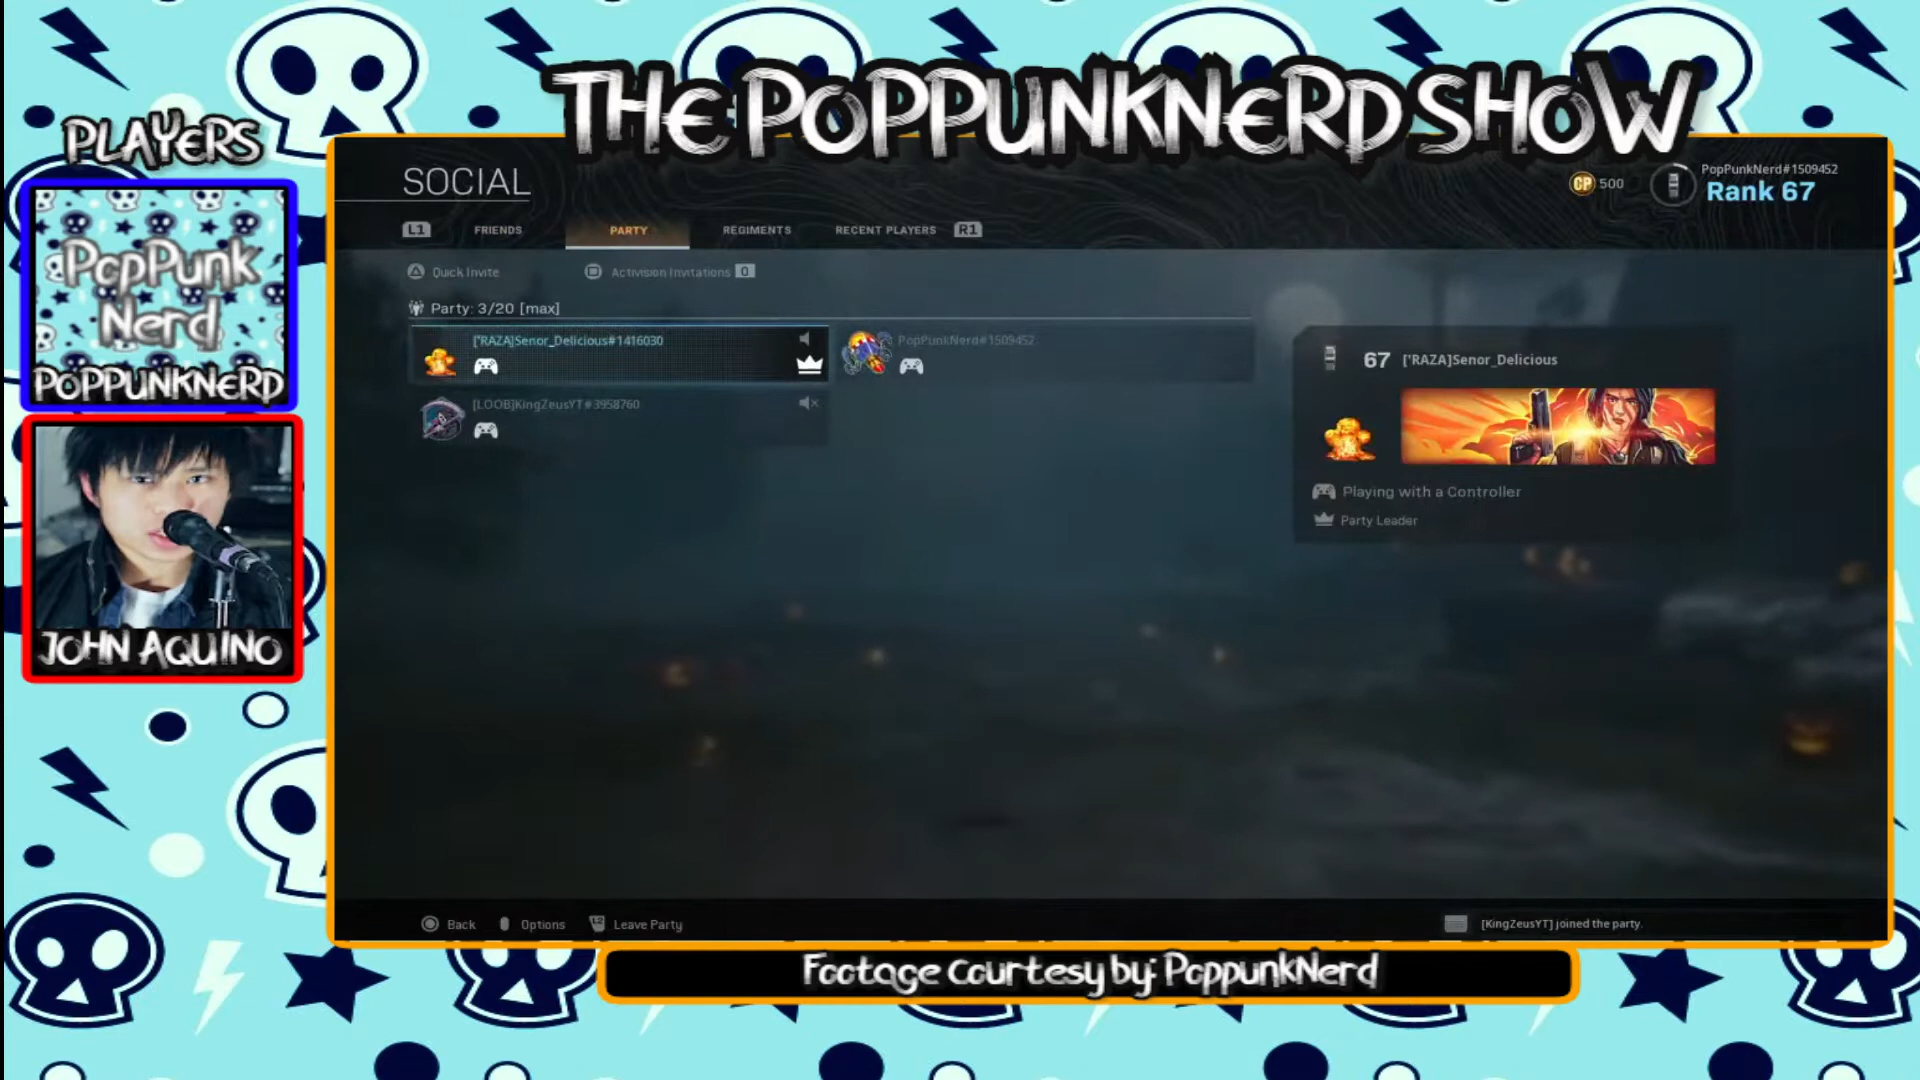 THE POPPUNKNERD SHOW
PLAYERS
PopPunk
Nerd
POPPUNKNERD
JOHN AQUINO
SOCIAL
CP 500
PopPunkNerd#1509452
Rank 67
L1 FRIENDS PARTY REGIMENTS RECENT PLAYERS R1
Quick Invite Activision Invitations 0
Party: 3/20 [max]
['RAZA]Senor_Delicious#1416030
PopPunkNerd#1509452
[LOOB]KingZeusYT#3958760
67 ['RAZA]Senor_Delicious
Playing with a Controller
Party Leader
Back Options L2 Leave Party
[KingZeusYT] joined the party.
Footage Courtesy by: PoppunkNerd